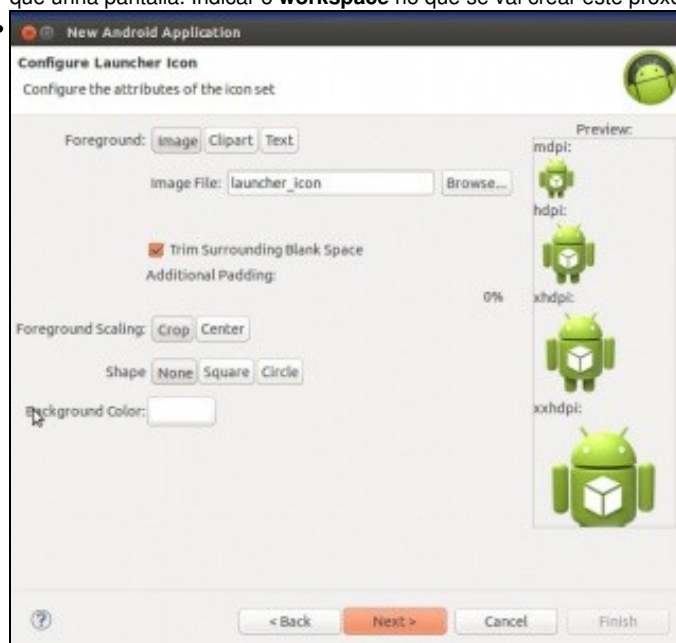 que unha pantalla. Indicar o workspace no que se vai crear este proxe
New Android Application
Configure Launcher Icon
Configure the attributes of the icon set
Foreground: Image Clipart Text
Preview:
mdpi:
Image File: launcher_icon Browse...
hdpi:
Trim Surrounding Blank Space
Additional Padding:
0%
xhdpi:
Foreground Scaling: Crop Center
Shape None Square Circle
Background Color:
xxhdpi:
< Back Next > Cancel Finish